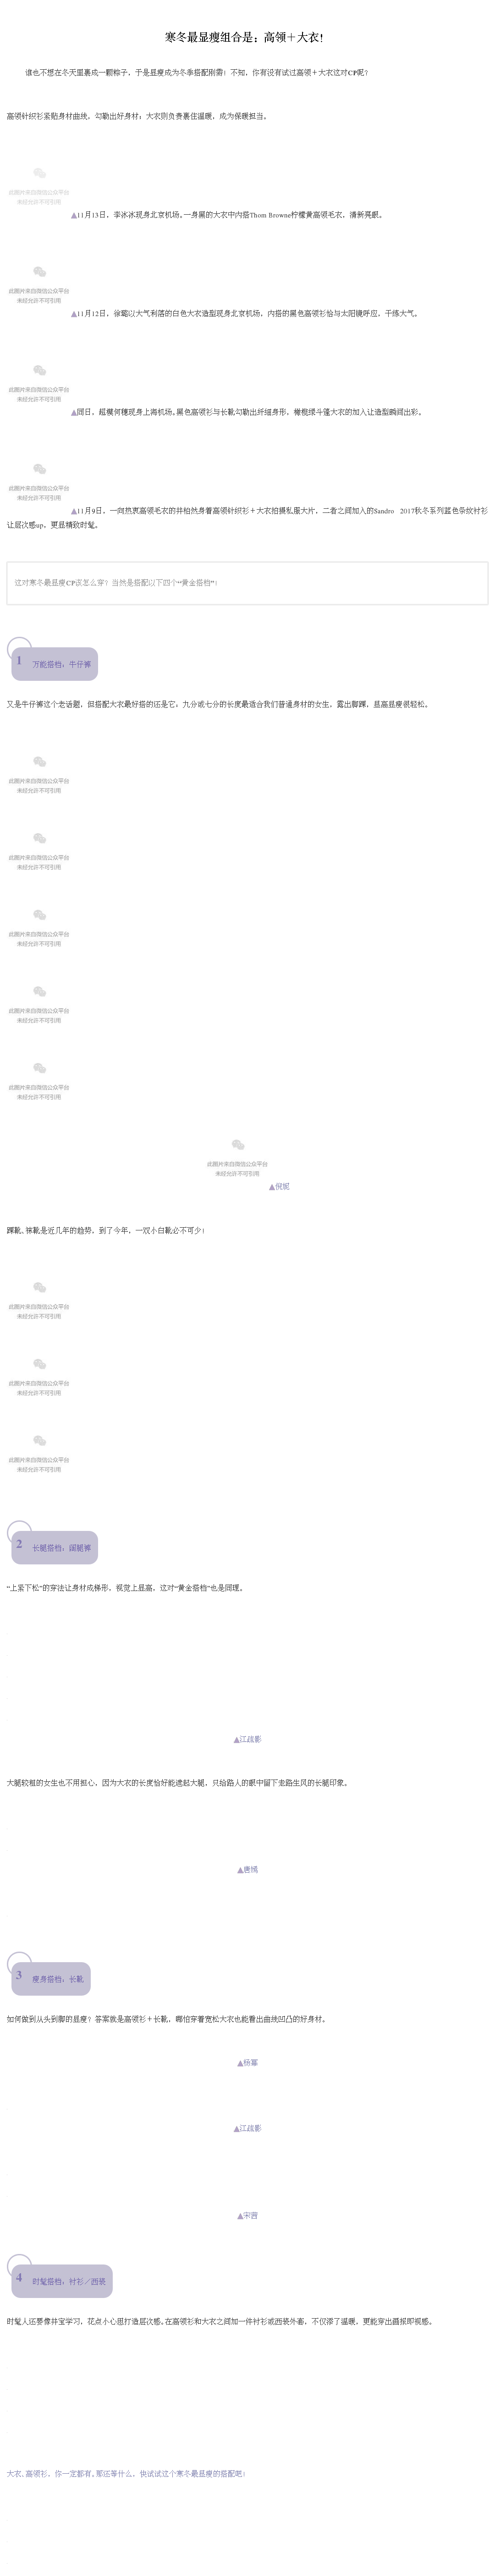 寒冬最显瘦组合是：高领＋大衣！
谁也不想在冬天里裹成一颗粽子，于是显瘦成为冬季搭配刚需！不知，你有没有试过高领＋大衣这对CP呢？
高领针织衫紧贴身材曲线，勾勒出好身材；大衣则负责裹住温暖，成为保暖担当。
此图片来自微信公众平台
未经允许不可引用
▲11月13日，李冰冰现身北京机场。一身黑的大衣中内搭Thom Browne柠檬黄高领毛衣，清新亮眼。
此图片来自微信公众平台
未经允许不可引用
▲11月12日，徐璐以大气利落的白色大衣造型现身北京机场，内搭的黑色高领衫恰与太阳镜呼应，干练大气。
此图片来自微信公众平台
未经允许不可引用
▲同日，超模何穗现身上海机场。黑色高领衫与长靴勾勒出纤细身形，橄榄绿斗篷大衣的加入让造型瞬间出彩。
此图片来自微信公众平台
未经允许不可引用
▲11月9日，一向热衷高领毛衣的井柏然身着高领针织衫＋大衣拍摄私服大片，二者之间加入的Sandro 2017秋冬系列蓝色条纹衬衫
让层次感up，更显精致时髦。
这对寒冬最显瘦CP该怎么穿？当然是搭配以下四个“黄金搭档”！
1 万能搭档：牛仔裤
又是牛仔裤这个老话题，但搭配大衣最好搭的还是它，九分或七分的长度最适合我们普通身材的女生，露出脚踝，显高显瘦很轻松。
此图片来自微信公众平台
未经允许不可引用
此图片来自微信公众平台
未经允许不可引用
此图片来自微信公众平台
未经允许不可引用
此图片来自微信公众平台
未经允许不可引用
此图片来自微信公众平台
未经允许不可引用
此图片来自微信公众平台
未经允许不可引用
▲倪妮
踝靴、袜靴是近几年的趋势，到了今年，一双小白靴必不可少！
此图片来自微信公众平台
未经允许不可引用
此图片来自微信公众平台
未经允许不可引用
此图片来自微信公众平台
未经允许不可引用
2 长腿搭档：阔腿裤
“上紧下松”的穿法让身材成梯形，视觉上显高，这对“黄金搭档”也是同理。
▲江疏影
大腿较粗的女生也不用担心，因为大衣的长度恰好能遮起大腿，只给路人的眼中留下走路生风的长腿印象。
▲唐嫣
3 瘦身搭档：长靴
如何做到从头到脚的显瘦？答案就是高领衫＋长靴，哪怕穿着宽松大衣也能看出曲线凹凸的好身材。
▲杨幂
▲江疏影
▲宋茜
4 时髦搭档：衬衫／西装
时髦人还要像井宝学习，花点小心思打造层次感。在高领衫和大衣之间加一件衬衫或西装外套，不仅添了温暖，更能穿出画报即视感。
大衣、高领衫，你一定都有。那还等什么，快试试这个寒冬最显瘦的搭配吧！